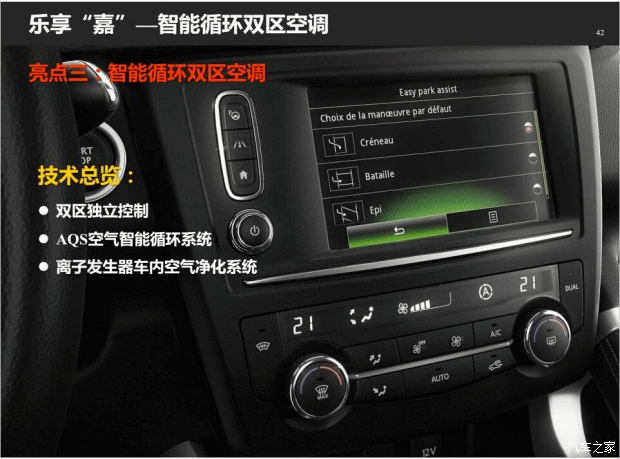 乐享“嘉”—智能循环双区空调
42
亮点三：智能循环双区空调
Easy park assist
Choix de la manœuvre par défaut
Créneau
Bataille
Epi
START
STOP
技术总览：
● 双区独立控制
● AQS空气智能循环系统
● 离子发生器车内空气净化系统
21
21
DUAL
OFF
A/C
AUTO
MAX
12V
汽车之家